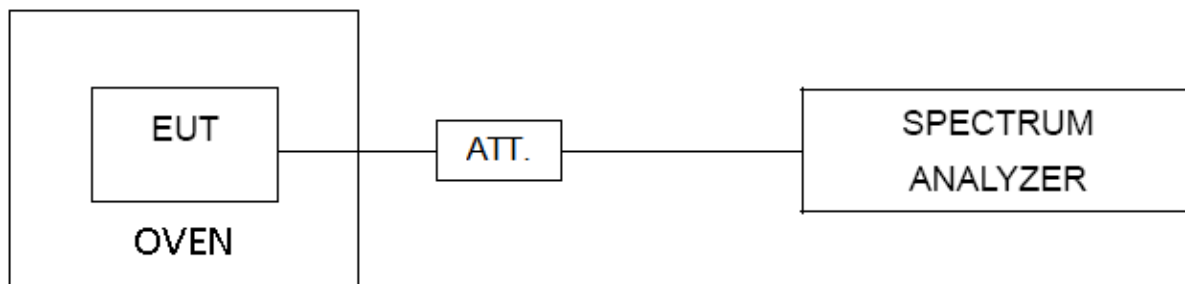 EUT
OVEN
ATT.
SPECTRUM
ANALYZER